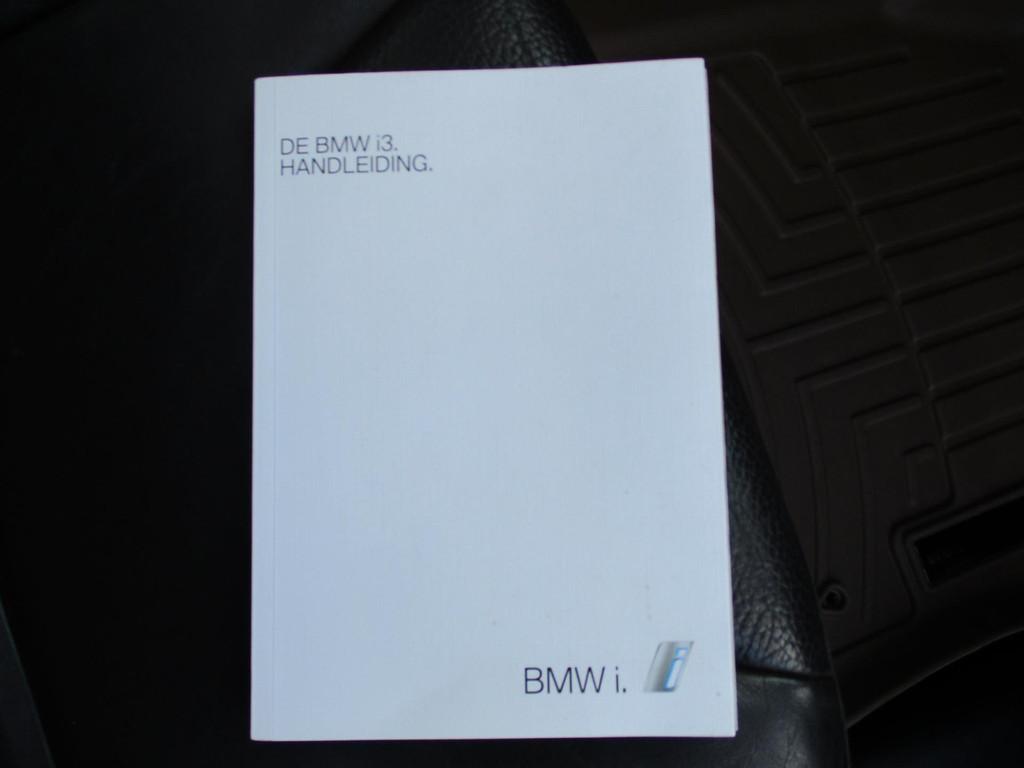 DE BMW i3.
HANDLEIDING.
BMW i.
i